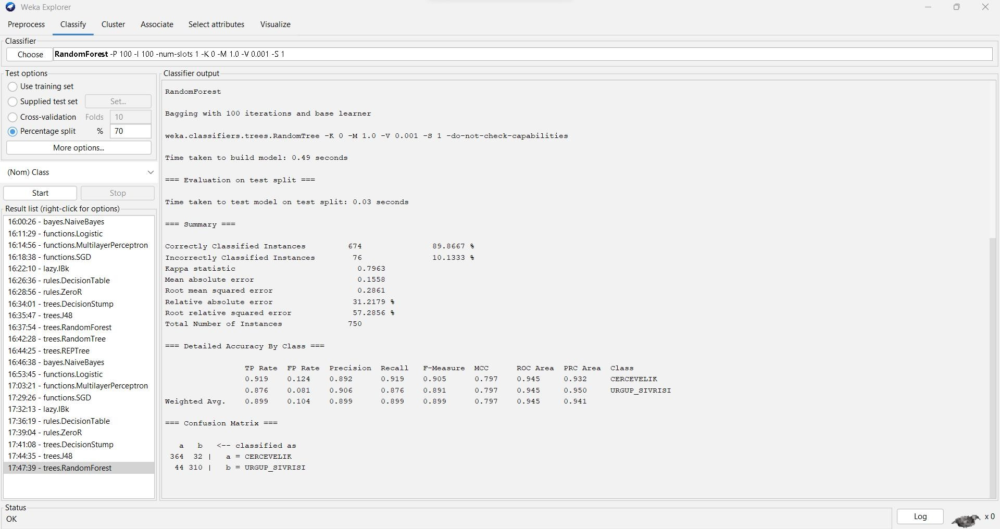 Weka Explorer
Preprocess Classify Cluster Associate Select attributes Visualize
Classifier
Choose RandomForest -P 100 -I 100 -num-slots 1 -K 0 -M 1.0 -V 0.001 -S 1
Test options
Use training set
Supplied test set Set...
Cross-validation Folds 10
Percentage split % 70
More options...
(Nom) Class
Start Stop
Result list (right-click for options)
16:00:26 - bayes.NaiveBayes
16:11:29 - functions.Logistic
16:14:56 - functions.MultilayerPerceptron
16:18:38 - functions.SGD
16:22:10 - lazy.IBk
16:26:36 - rules.DecisionTable
16:28:56 - rules.ZeroR
16:34:01 - trees.DecisionStump
16:35:47 - trees.J48
16:37:54 - trees.RandomForest
16:42:28 - trees.RandomTree
16:44:25 - trees.REPTree
16:46:38 - bayes.NaiveBayes
16:53:45 - functions.Logistic
17:03:21 - functions.MultilayerPerceptron
17:29:26 - functions.SGD
17:32:13 - lazy.IBk
17:36:19 - rules.DecisionTable
17:39:04 - rules.ZeroR
17:41:08 - trees.DecisionStump
17:44:35 - trees.J48
17:47:39 - trees.RandomForest
Classifier output
RandomForest
Bagging with 100 iterations and base learner
weka.classifiers.trees.RandomTree -K 0 -M 1.0 -V 0.001 -S 1 -do-not-check-capabilities
Time taken to build model: 0.49 seconds
=== Evaluation on test split ===
Time taken to test model on test split: 0.03 seconds
=== Summary ===
Correctly Classified Instances 674 89.8667 %
Incorrectly Classified Instances 76 10.1333 %
Kappa statistic 0.7963
Mean absolute error 0.1558
Root mean squared error 0.2861
Relative absolute error 31.2179 %
Root relative squared error 57.2856 %
Total Number of Instances 750
=== Detailed Accuracy By Class ===
TP Rate FP Rate Precision Recall F-Measure MCC ROC Area PRC Area Class
0.919 0.124 0.892 0.919 0.905 0.797 0.945 0.932 CERCEVELIK
0.876 0.081 0.906 0.876 0.891 0.797 0.945 0.950 URGUP_SIVRISI
Weighted Avg. 0.899 0.104 0.899 0.899 0.899 0.797 0.945 0.941
=== Confusion Matrix ===
a b <-- classified as
364 32 | a = CERCEVELIK
44 310 | b = URGUP_SIVRISI
Status
OK
Log x 0